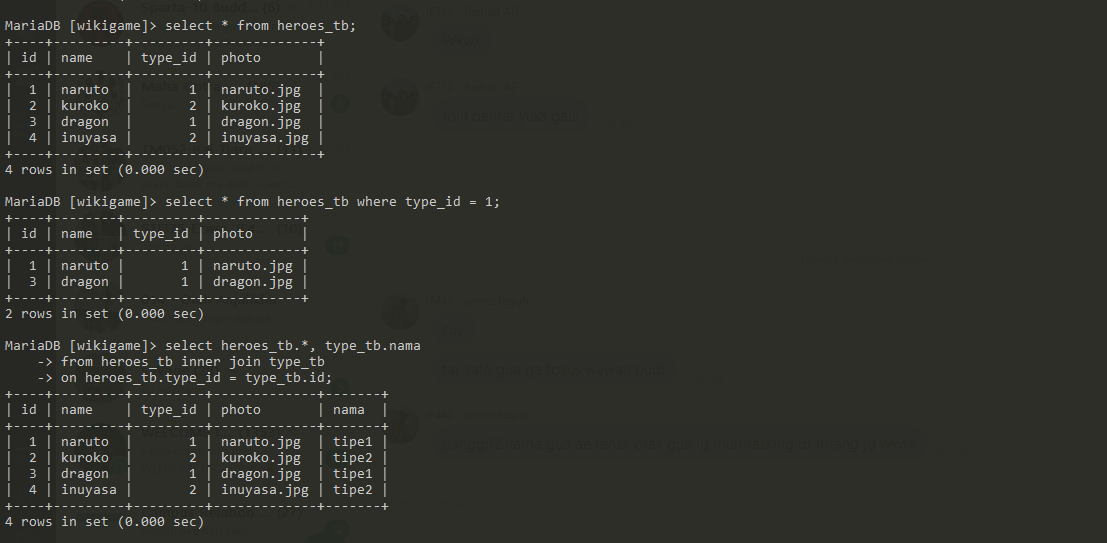 MariaDB [wikigame]> select * from heroes_tb;
+----+---------+---------+-------------+
| id | name    | type_id | photo       |
+----+---------+---------+-------------+
|  1 | naruto  |       1 | naruto.jpg  |
|  2 | kuroko  |       2 | kuroko.jpg  |
|  3 | dragon  |       1 | dragon.jpg  |
|  4 | inuyasa |       2 | inuyasa.jpg |
+----+---------+---------+-------------+
4 rows in set (0.000 sec)
MariaDB [wikigame]> select * from heroes_tb where type_id = 1;
+----+--------+---------+------------+
| id | name   | type_id | photo      |
+----+--------+---------+------------+
|  1 | naruto |       1 | naruto.jpg |
|  3 | dragon |       1 | dragon.jpg |
+----+--------+---------+------------+
2 rows in set (0.000 sec)
MariaDB [wikigame]> select heroes_tb.*, type_tb.nama
    -> from heroes_tb inner join type_tb
    -> on heroes_tb.type_id = type_tb.id;
+----+---------+---------+-------------+-------+
| id | name    | type_id | photo       | nama  |
+----+---------+---------+-------------+-------+
|  1 | naruto  |       1 | naruto.jpg  | tipe1 |
|  2 | kuroko  |       2 | kuroko.jpg  | tipe2 |
|  3 | dragon  |       1 | dragon.jpg  | tipe1 |
|  4 | inuyasa |       2 | inuyasa.jpg | tipe2 |
+----+---------+---------+-------------+-------+
4 rows in set (0.000 sec)